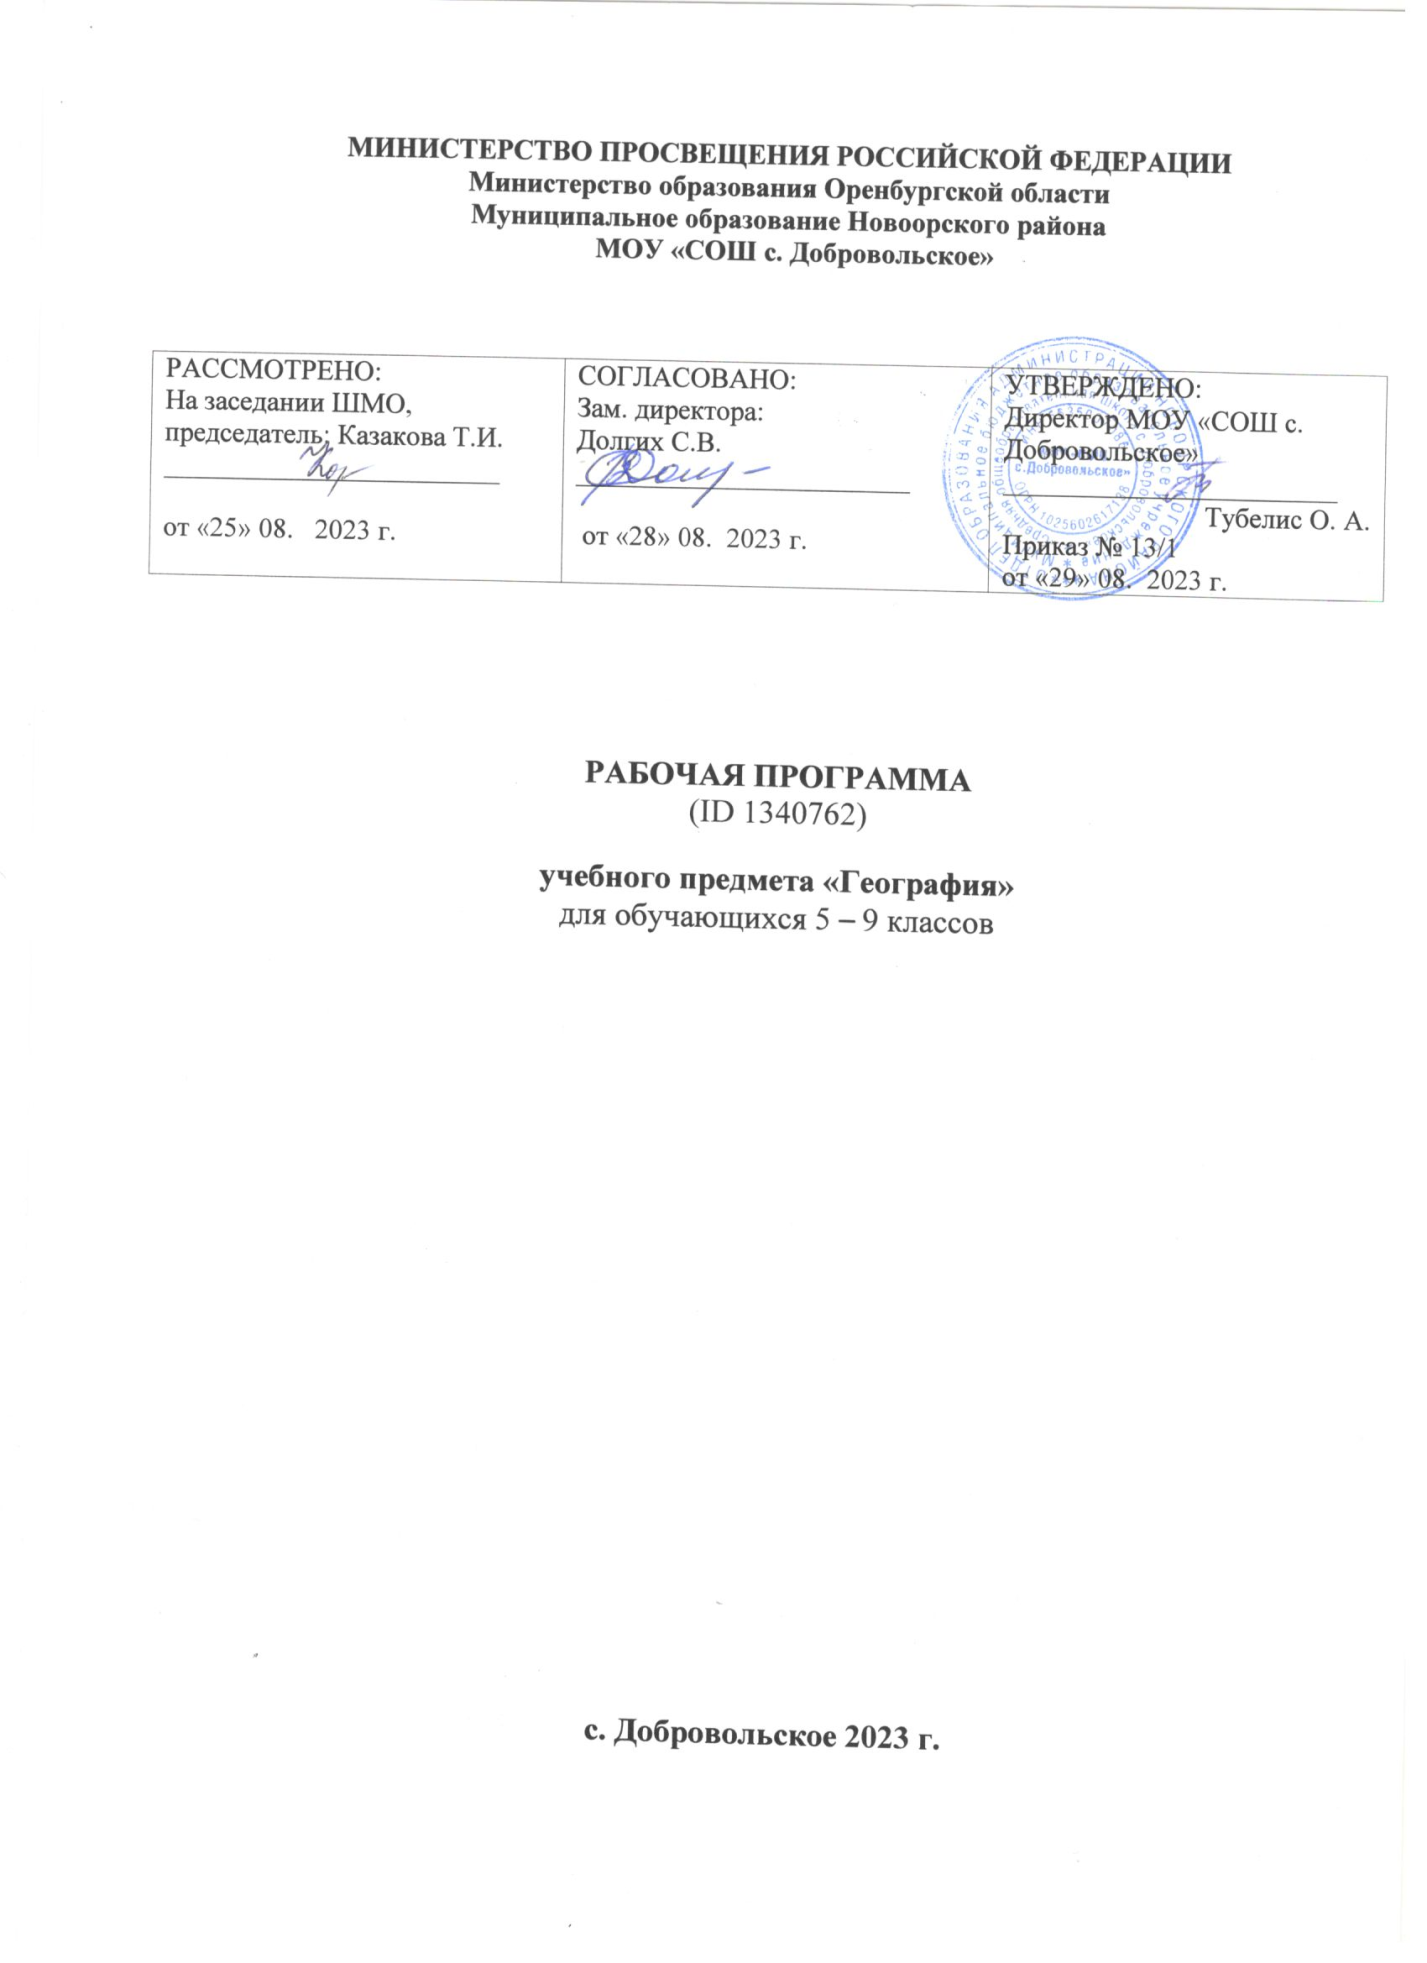 МИНИСТЕРСТВО ПРОСВЕЩЕНИЯ РОССИЙСКОЙ ФЕДЕРАЦИИ
Министерство образования Оренбургской области
Муниципальное образование Новоорского района
МОУ «СОШ с. Добровольское»
РАССМОТРЕНО:
На заседании ШМО,
председатель: Казакова Т.И.
от «25» 08. 2023 г.
СОГЛАСОВАНО:
Зам. директора:
Долгих С.В.
от «28» 08. 2023 г.
УТВЕРЖДЕНО:
Директор МОУ «СОШ с.
Добровольское»
Тубелис О. А.
Приказ № 13/1
от «29» 08. 2023 г.
с.Добровольское»
ОГРН 1025602617198
РАБОЧАЯ ПРОГРАММА
(ID 1340762)
учебного предмета «География»
для обучающихся 5 – 9 классов
с. Добровольское 2023 г.